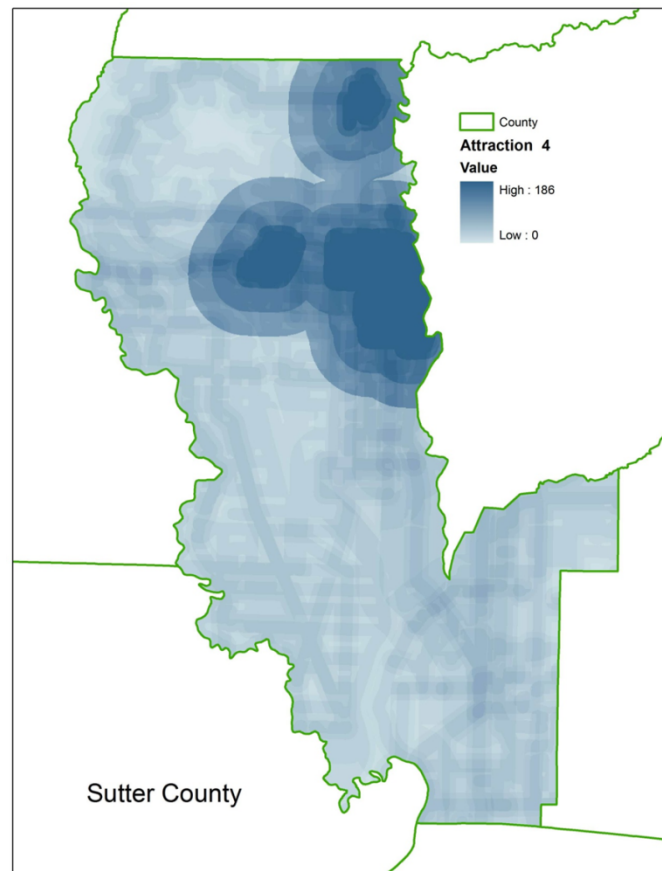 County
Attraction 4
Value
High : 186
Low : 0
Sutter County